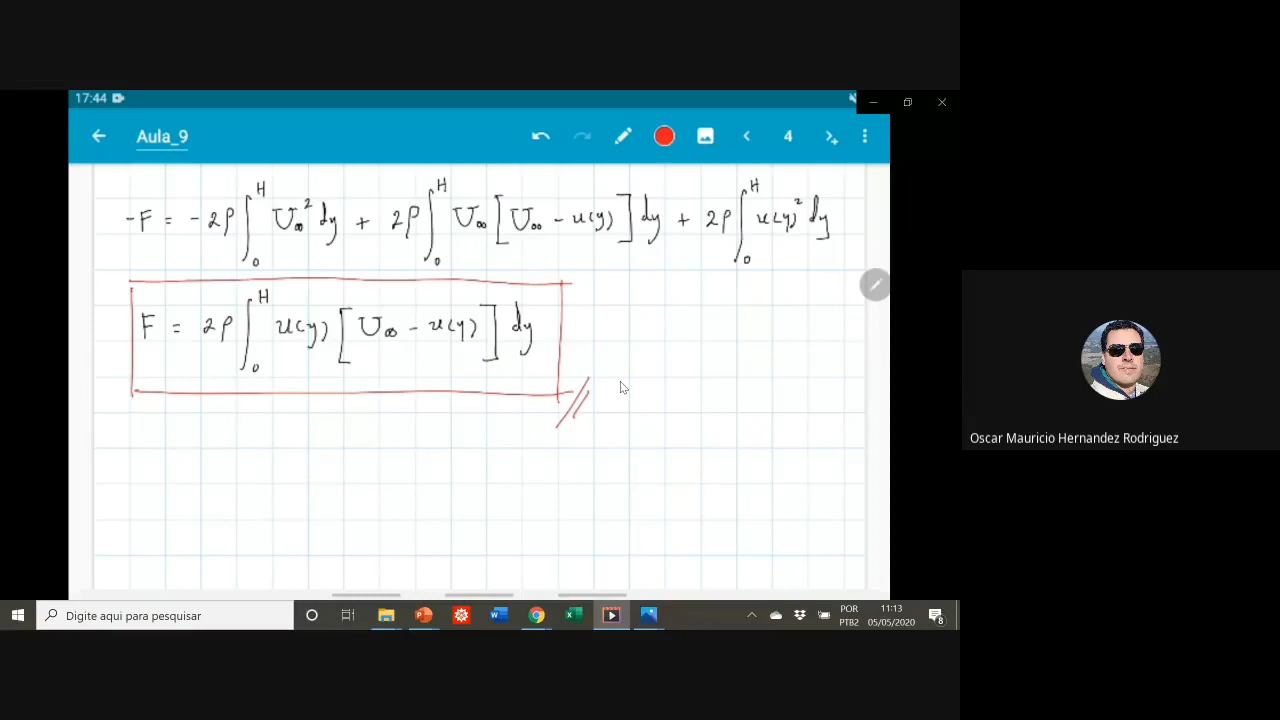 17:44
Aula_9
4
-F = -2ρ∫₀ᴴ U∞² dy + 2ρ∫₀ᴴ U∞ [U∞ - u(y)] dy + 2ρ∫₀ᴴ u(y)² dy
F = 2ρ∫₀ᴴ u(y) [U∞ - u(y)] dy
Oscar Mauricio Hernandez Rodriguez
Digite aqui para pesquisar
POR
PTB2
11:13
05/05/2020
8